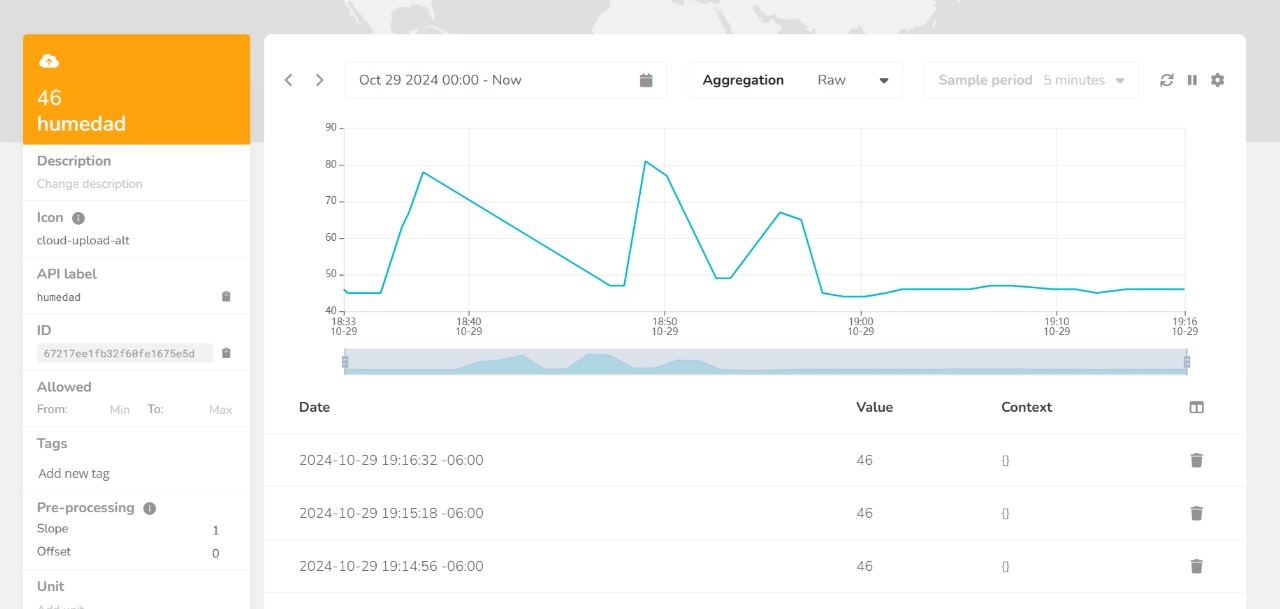 46
humedad
Description
Change description
Icon
cloud-upload-alt
API label
humedad
ID
67217ee1fb32f60fe1675e5d
Allowed
From: Min To: Max
Tags
Add new tag
Pre-processing
Slope 1
Offset 0
Unit
Add unit
Oct 29 2024 00:00 - Now
Aggregation Raw
Sample period 5 minutes
90
80
70
60
50
40
18:33 18:40 18:50 19:00 19:10 19:16
10-29 10-29 10-29 10-29 10-29 10-29
Date Value Context
2024-10-29 19:16:32 -06:00 46 {}
2024-10-29 19:15:18 -06:00 46 {}
2024-10-29 19:14:56 -06:00 46 {}